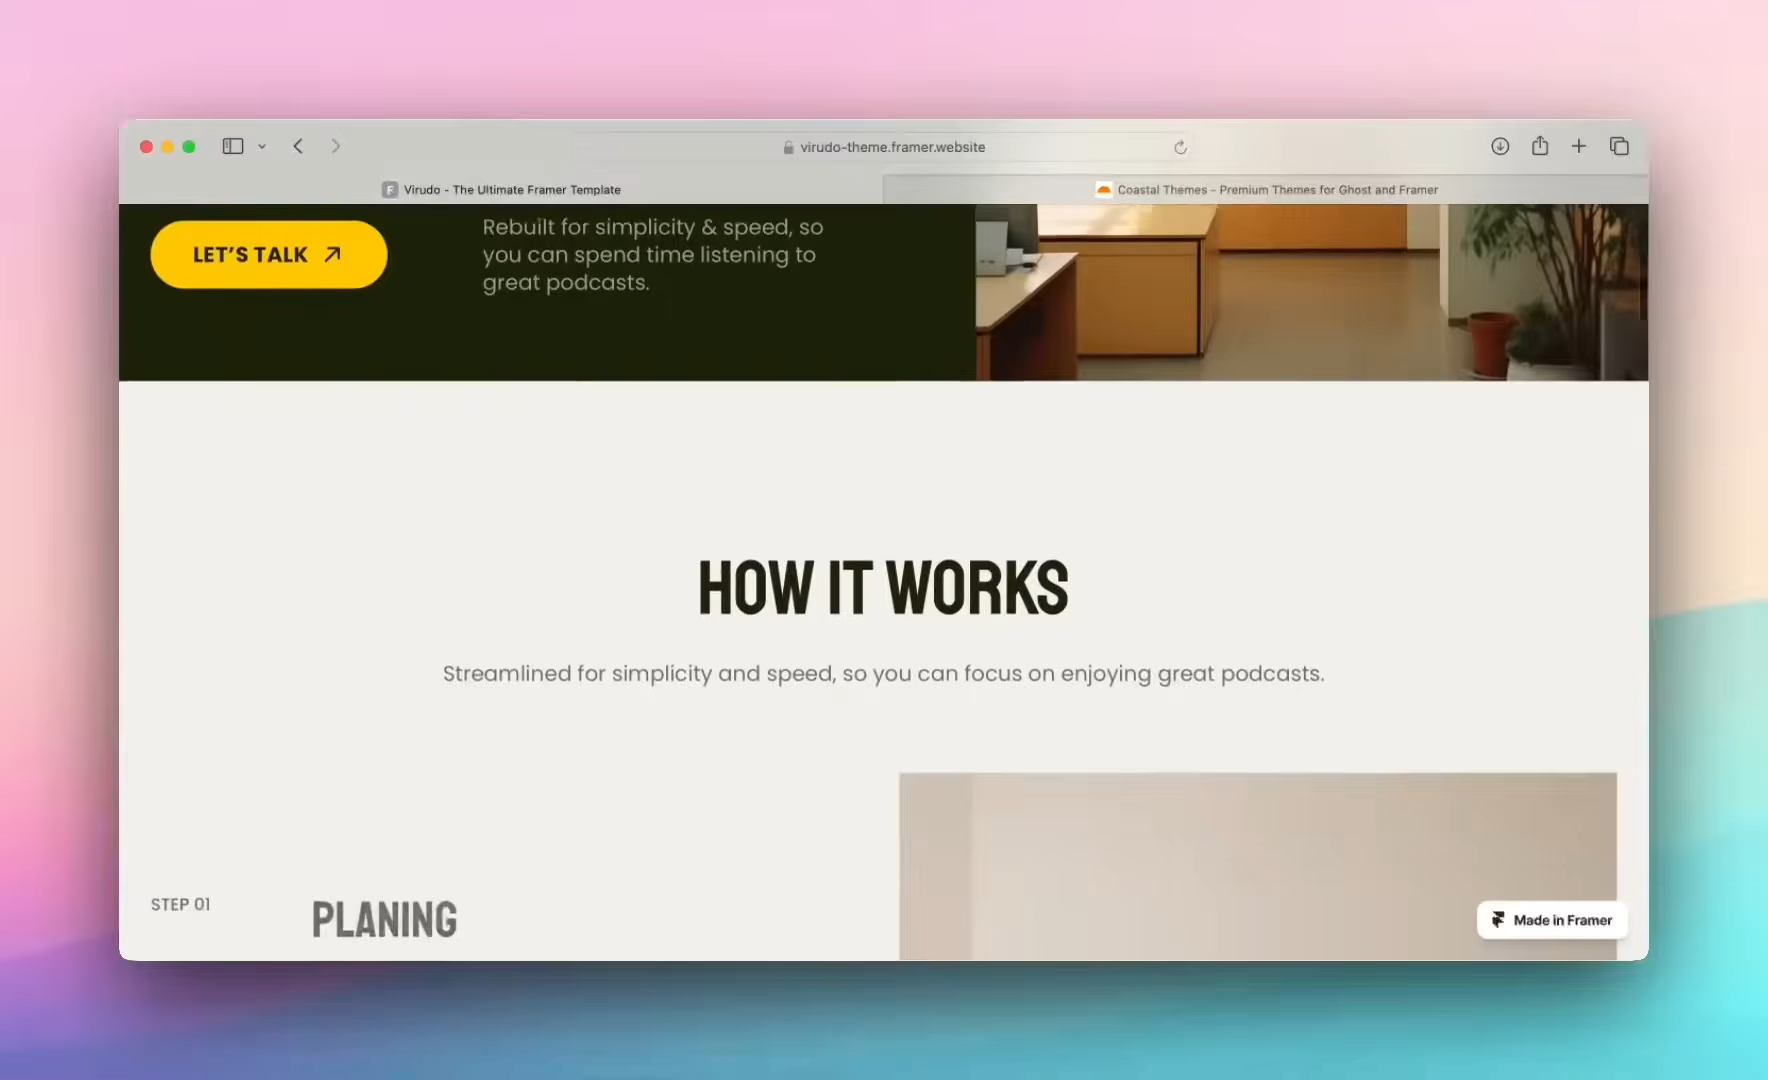 virudo-theme.framer.website
Virudo - The Ultimate Framer Template
Coastal Themes - Premium Themes for Ghost and Framer
LET’S TALK
Rebuilt for simplicity & speed, so
you can spend time listening to
great podcasts.
HOW IT WORKS
Streamlined for simplicity and speed, so you can focus on enjoying great podcasts.
STEP 01
PLANING
Made in Framer